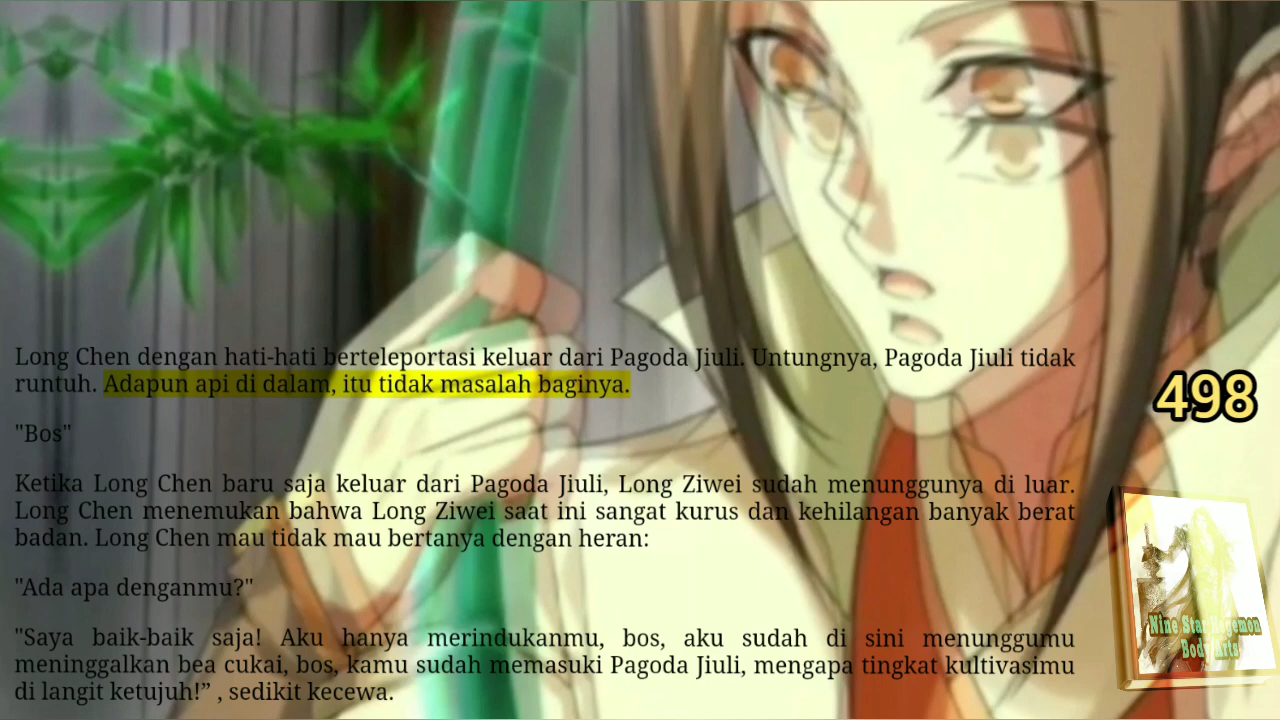 Long Chen dengan hati-hati berteleportasi keluar dari Pagoda Jiuli. Untungnya, Pagoda Jiuli tidak
runtuh. Adapun api di dalam, itu tidak masalah baginya.
"Bos"
Ketika Long Chen baru saja keluar dari Pagoda Jiuli, Long Ziwei sudah menunggunya di luar.
Long Chen menemukan bahwa Long Ziwei saat ini sangat kurus dan kehilangan banyak berat
badan. Long Chen mau tidak mau bertanya dengan heran:
"Ada apa denganmu?"
"Saya baik-baik saja! Aku hanya merindukanmu, bos, aku sudah di sini menunggumu
meninggalkan bea cukai, bos, kamu sudah memasuki Pagoda Jiuli, mengapa tingkat kultivasimu
di langit ketujuh!” , sedikit kecewa.
498
Nine Star Hegemon
Body Arts